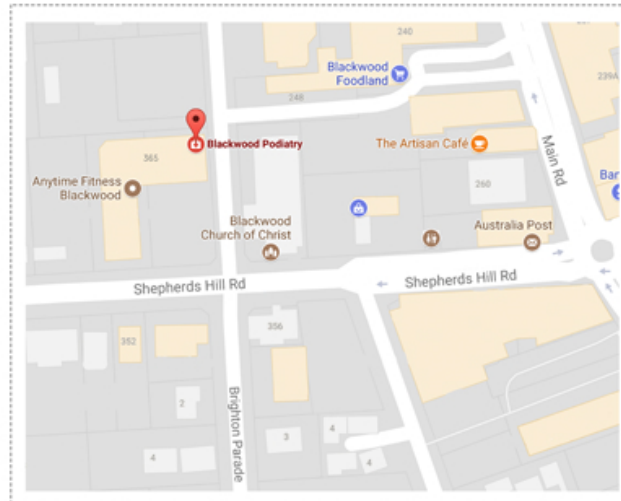 240
Blackwood
Foodland
239A
248
Blackwood Podiatry
The Artisan Café
Main Rd
365
Anytime Fitness
Blackwood
260
Ban
Blackwood
Church of Christ
Australia Post
Shepherds Hill Rd
Shepherds Hill Rd
356
352
Brighton Parade
2
3
4
4
4